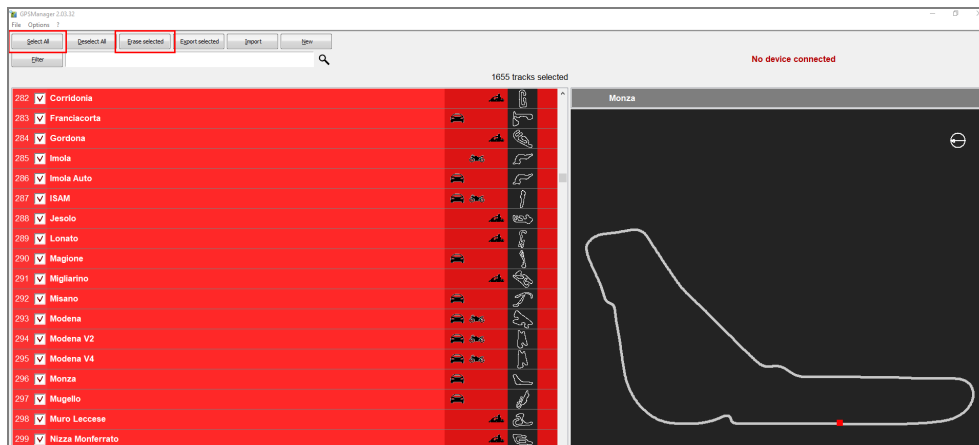 GPSManager 2.03.32
File Options ?
Select All Deselect All Erase selected Export selected Import New
Filter
No device connected
1655 tracks selected
282 Corridonia
Monza
283 Franciacorta
284 Gordona
285 Imola
286 Imola Auto
287 ISAM
288 Jesolo
289 Lonato
290 Magione
291 Migliarino
292 Misano
293 Modena
294 Modena V2
295 Modena V4
296 Monza
297 Mugello
298 Muro Leccese
299 Nizza Monferrato